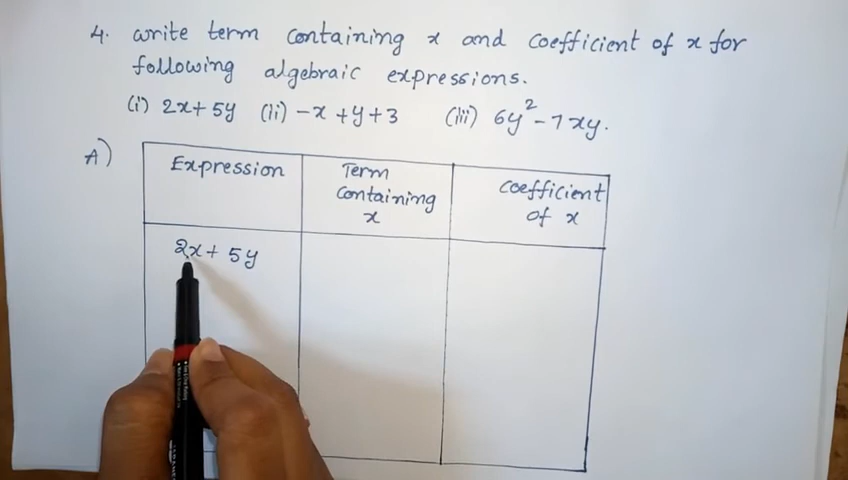 4. write term containing x and coefficient of x for
following algebraic expressions.
(i) 2x+5y (ii) -x+y+3 (iii) 6y²-7xy.
A)
Expression
Term
containing
x
coefficient
of x
2x+ 5y